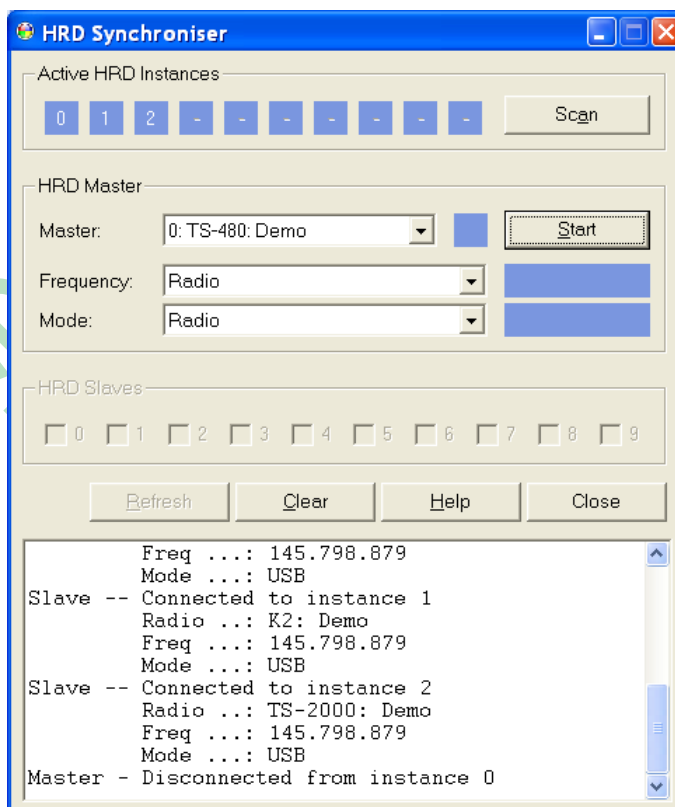 HRD Synchroniser
Active HRD Instances
0 1 2 - - - - - - - Scan
HRD Master
Master: 0: TS-480: Demo Start
Frequency: Radio
Mode: Radio
HRD Slaves
0 1 2 3 4 5 6 7 8 9
Refresh Clear Help Close
Freq ...: 145.798.879
Mode ...: USB
Slave -- Connected to instance 1
Radio ..: K2: Demo
Freq ...: 145.798.879
Mode ...: USB
Slave -- Connected to instance 2
Radio ..: TS-2000: Demo
Freq ...: 145.798.879
Mode ...: USB
Master - Disconnected from instance 0